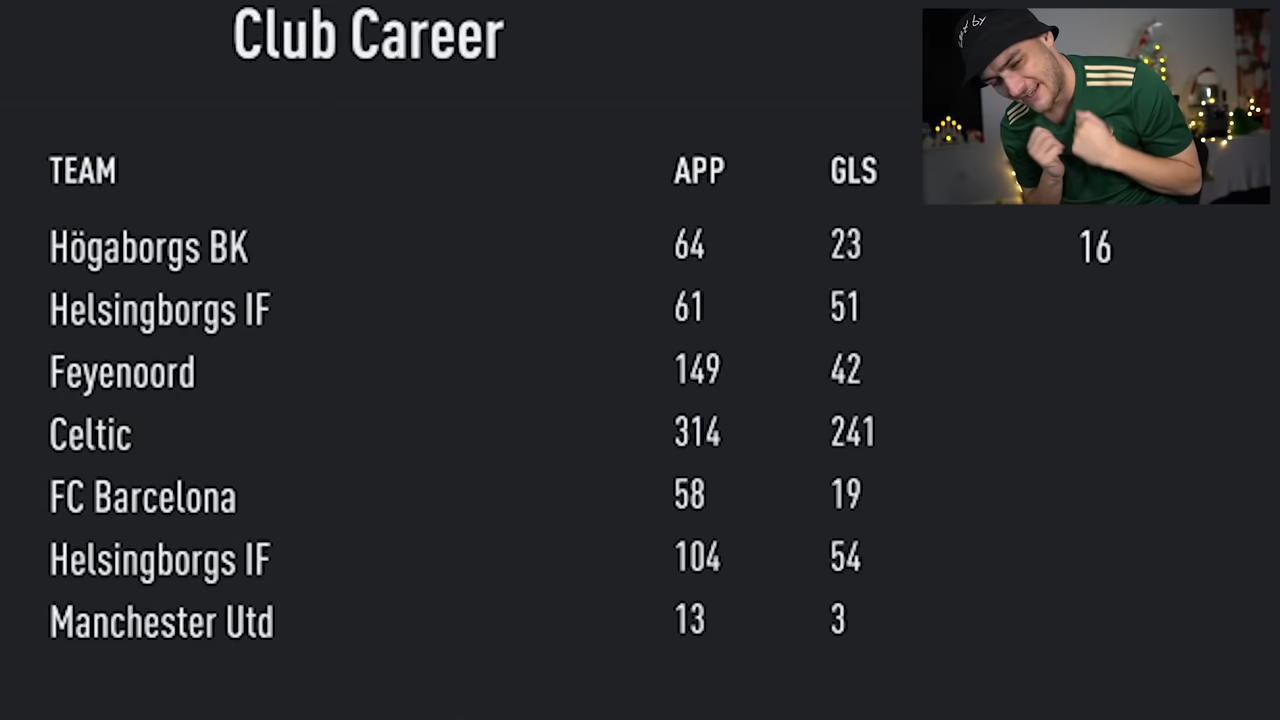 Club Career
TEAM APP GLS
Högaborgs BK 64 23 16
Helsingborgs IF 61 51
Feyenoord 149 42
Celtic 314 241
FC Barcelona 58 19
Helsingborgs IF 104 54
Manchester Utd 13 3